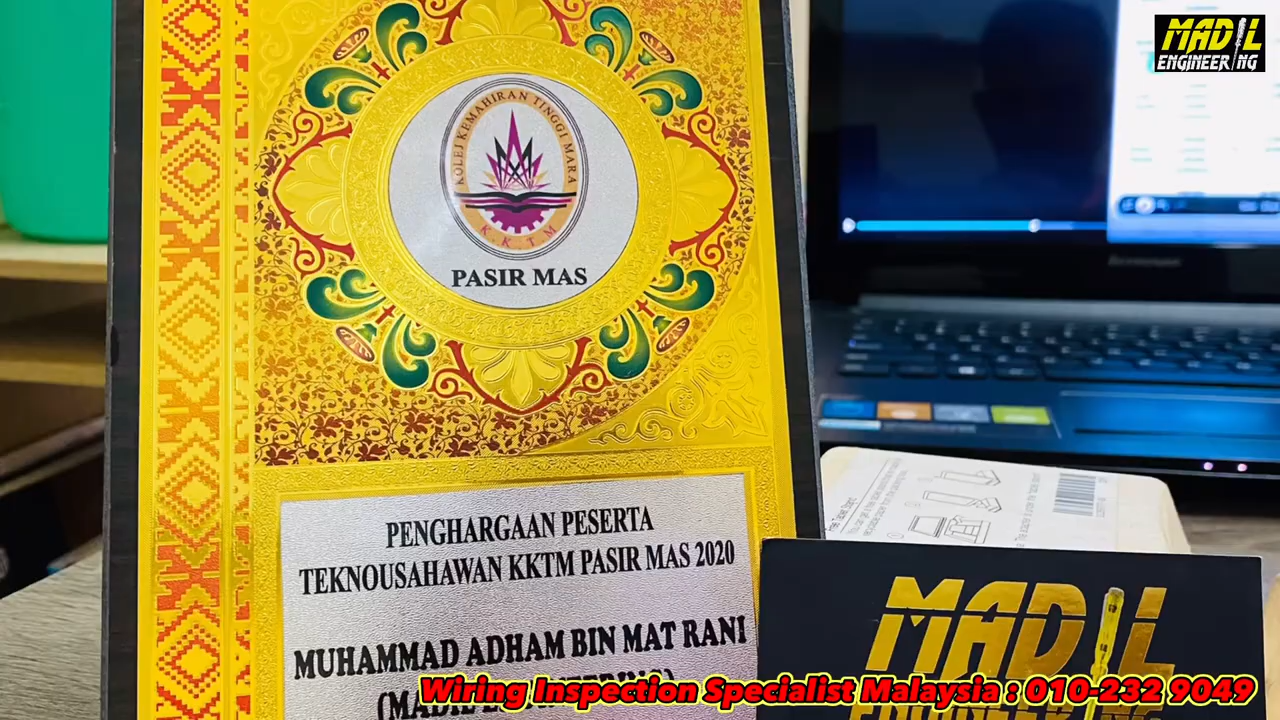 MADIL
ENGINEERING
KOLEJ KEMAHIRAN TINGGI MARA
K.K.T.M
PASIR MAS
PENGHARGAAN PESERTA
TEKNOUSAHAWAN KKTM PASIR MAS 2020
MUHAMMAD ADHAM BIN MAT RANI
MADIL
Wiring Inspection Specialist Malaysia : 010-232 9049